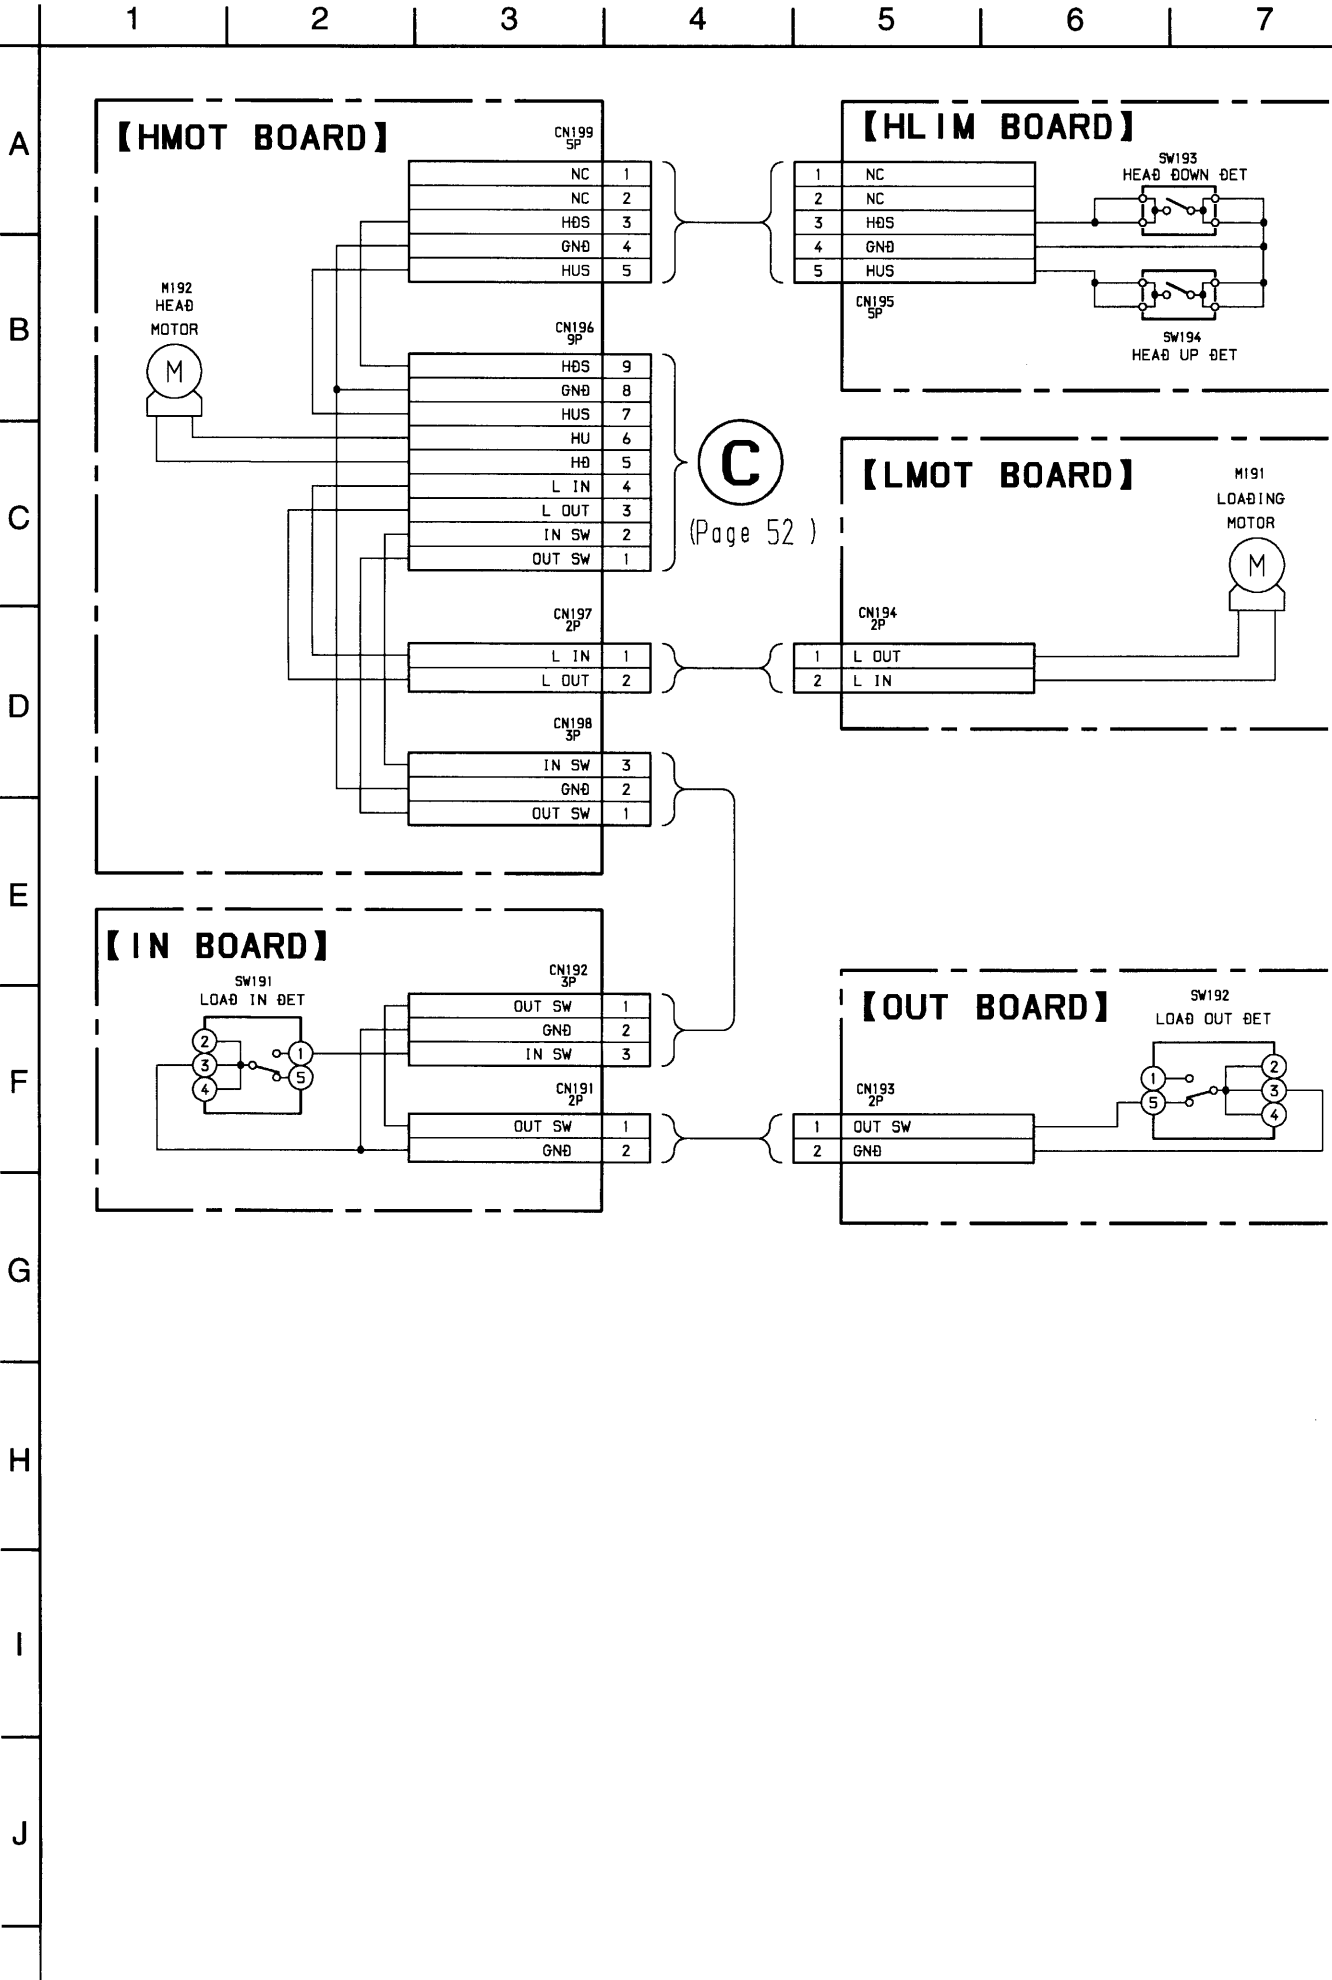 1 2 3 4 5 6 7
A
B
C
D
E
F
G
H
I
J
【HMOT BOARD】
CN199
5P
NC 1
NC 2
HDS 3
GND 4
HUS 5
M192
HEAD
MOTOR
M
CN196
9P
HDS 9
GND 8
HUS 7
HU 6
HD 5
L IN 4
L OUT 3
IN SW 2
OUT SW 1
C
(Page 52 )
CN197
2P
L IN 1
L OUT 2
CN198
3P
IN SW 3
GND 2
OUT SW 1
【HLIM BOARD】
SW193
HEAD DOWN DET
1 NC
2 NC
3 HDS
4 GND
5 HUS
CN195
5P
SW194
HEAD UP DET
【LMOT BOARD】
M191
LOADING
MOTOR
M
CN194
2P
1 L OUT
2 L IN
【IN BOARD】
SW191
LOAD IN DET
2
3
4
1
5
CN192
3P
OUT SW 1
GND 2
IN SW 3
CN191
2P
OUT SW 1
GND 2
【OUT BOARD】
SW192
LOAD OUT DET
1
5
2
3
4
CN193
2P
1 OUT SW
2 GND